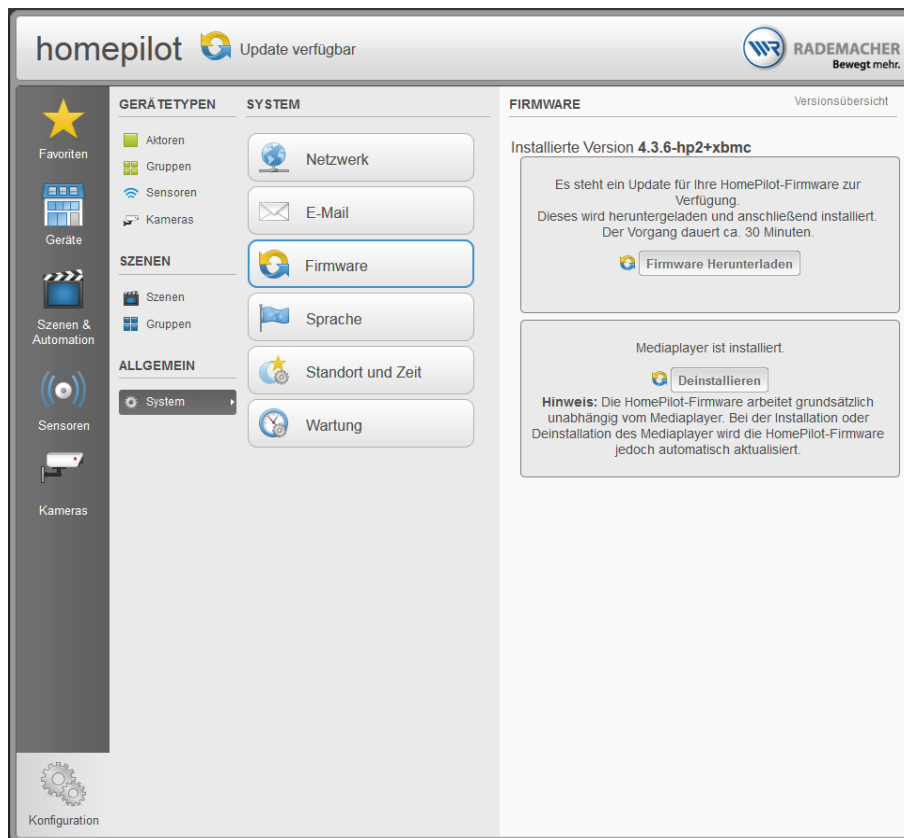 homepilot
Update verfügbar
WR
RADEMACHER
Bewegt mehr.
Favoriten
Geräte
Szenen &
Automation
Sensoren
Kameras
Konfiguration
GERÄTETYPEN
Aktoren
Gruppen
Sensoren
Kameras
SZENEN
Szenen
Gruppen
ALLGEMEIN
System
SYSTEM
Netzwerk
E-Mail
Firmware
Sprache
Standort und Zeit
Wartung
FIRMWARE
Versionsübersicht
Installierte Version 4.3.6-hp2+xbmc
Es steht ein Update für Ihre HomePilot-Firmware zur
Verfügung.
Dieses wird heruntergeladen und anschließend installiert.
Der Vorgang dauert ca. 30 Minuten.
Firmware Herunterladen
Mediaplayer ist installiert.
Deinstallieren
Hinweis: Die HomePilot-Firmware arbeitet grundsätzlich
unabhängig vom Mediaplayer. Bei der Installation oder
Deinstallation des Mediaplayer wird die HomePilot-Firmware
jedoch automatisch aktualisiert.